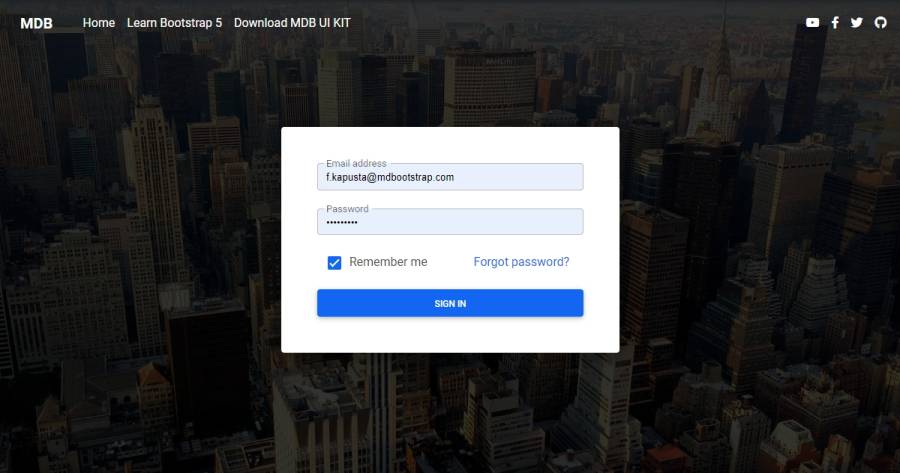 MDB Home Learn Bootstrap 5 Download MDB UI KIT
Email address
f.kapusta@mdbootstrap.com
Password
•••••••••
Remember me Forgot password?
SIGN IN